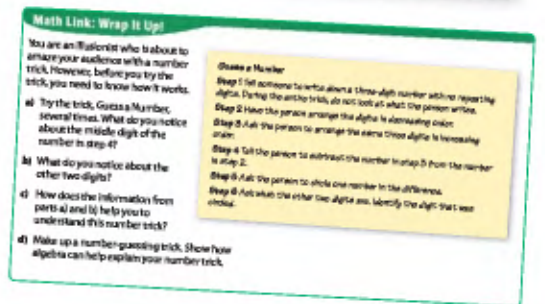 Math Link: Wrap It Up!
You are an illusionist who is about to
amaze your audience with a number
trick. However, before you try the
trick, you need to know how it works.
a) Try the trick, Guess a Number,
several times. What do you notice
about the middle digit of the
number in step 4?
b) What do you notice about the
other two digits?
c) How does the information from
parts a) and b) help you to
understand this number trick?
d) Make up a number-guessing trick. Show how
algebra can help explain your number trick.
Guess a Number
Step 1 Get someone to write down a three-digit number with no repeating
digits. During the entire trick, do not look at what the person writes.
Step 2 Have the person arrange the digits in decreasing order.
Step 3 Ask the person to arrange the same three digits in increasing
order.
Step 4 Tell the person to subtract the number in step 3 from the number
in step 2.
Step 5 Ask the person to circle one number in the difference.
Step 6 Ask what the other two digits are. Identify the digit that was
circled.